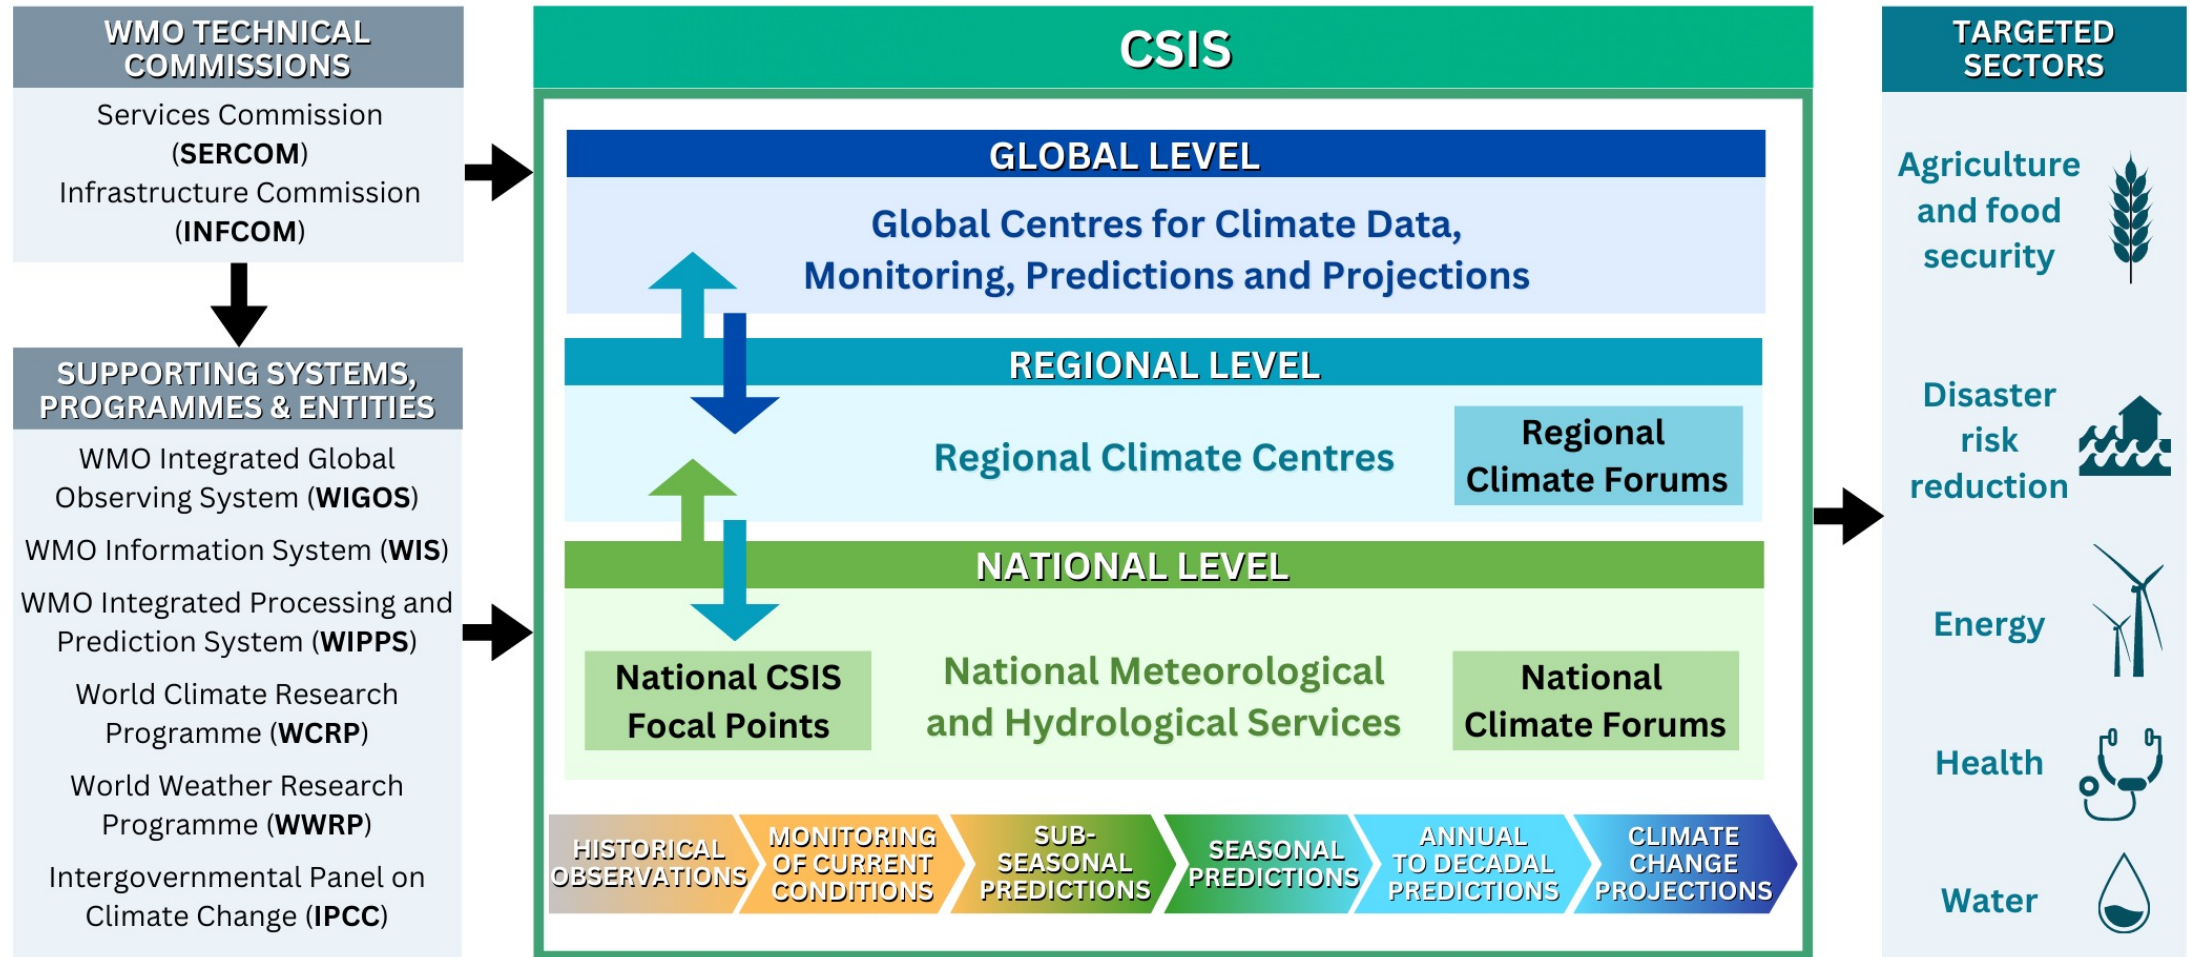 WMO TECHNICAL
COMMISSIONS
Services Commission
(SERCOM)
Infrastructure Commission
(INFCOM)
SUPPORTING SYSTEMS,
PROGRAMMES & ENTITIES
WMO Integrated Global
Observing System (WIGOS)
WMO Information System (WIS)
WMO Integrated Processing and
Prediction System (WIPPS)
World Climate Research
Programme (WCRP)
World Weather Research
Programme (WWRP)
Intergovernmental Panel on
Climate Change (IPCC)
CSIS
GLOBAL LEVEL
Global Centres for Climate Data,
Monitoring, Predictions and Projections
REGIONAL LEVEL
Regional Climate Centres
Regional
Climate Forums
NATIONAL LEVEL
National CSIS
Focal Points
National Meteorological
and Hydrological Services
National
Climate Forums
HISTORICAL
OBSERVATIONS
MONITORING
OF CURRENT
CONDITIONS
SUB-
SEASONAL
PREDICTIONS
SEASONAL
PREDICTIONS
ANNUAL
TO DECADAL
PREDICTIONS
CLIMATE
CHANGE
PROJECTIONS
TARGETED
SECTORS
Agriculture
and food
security
Disaster
risk
reduction
Energy
Health
Water